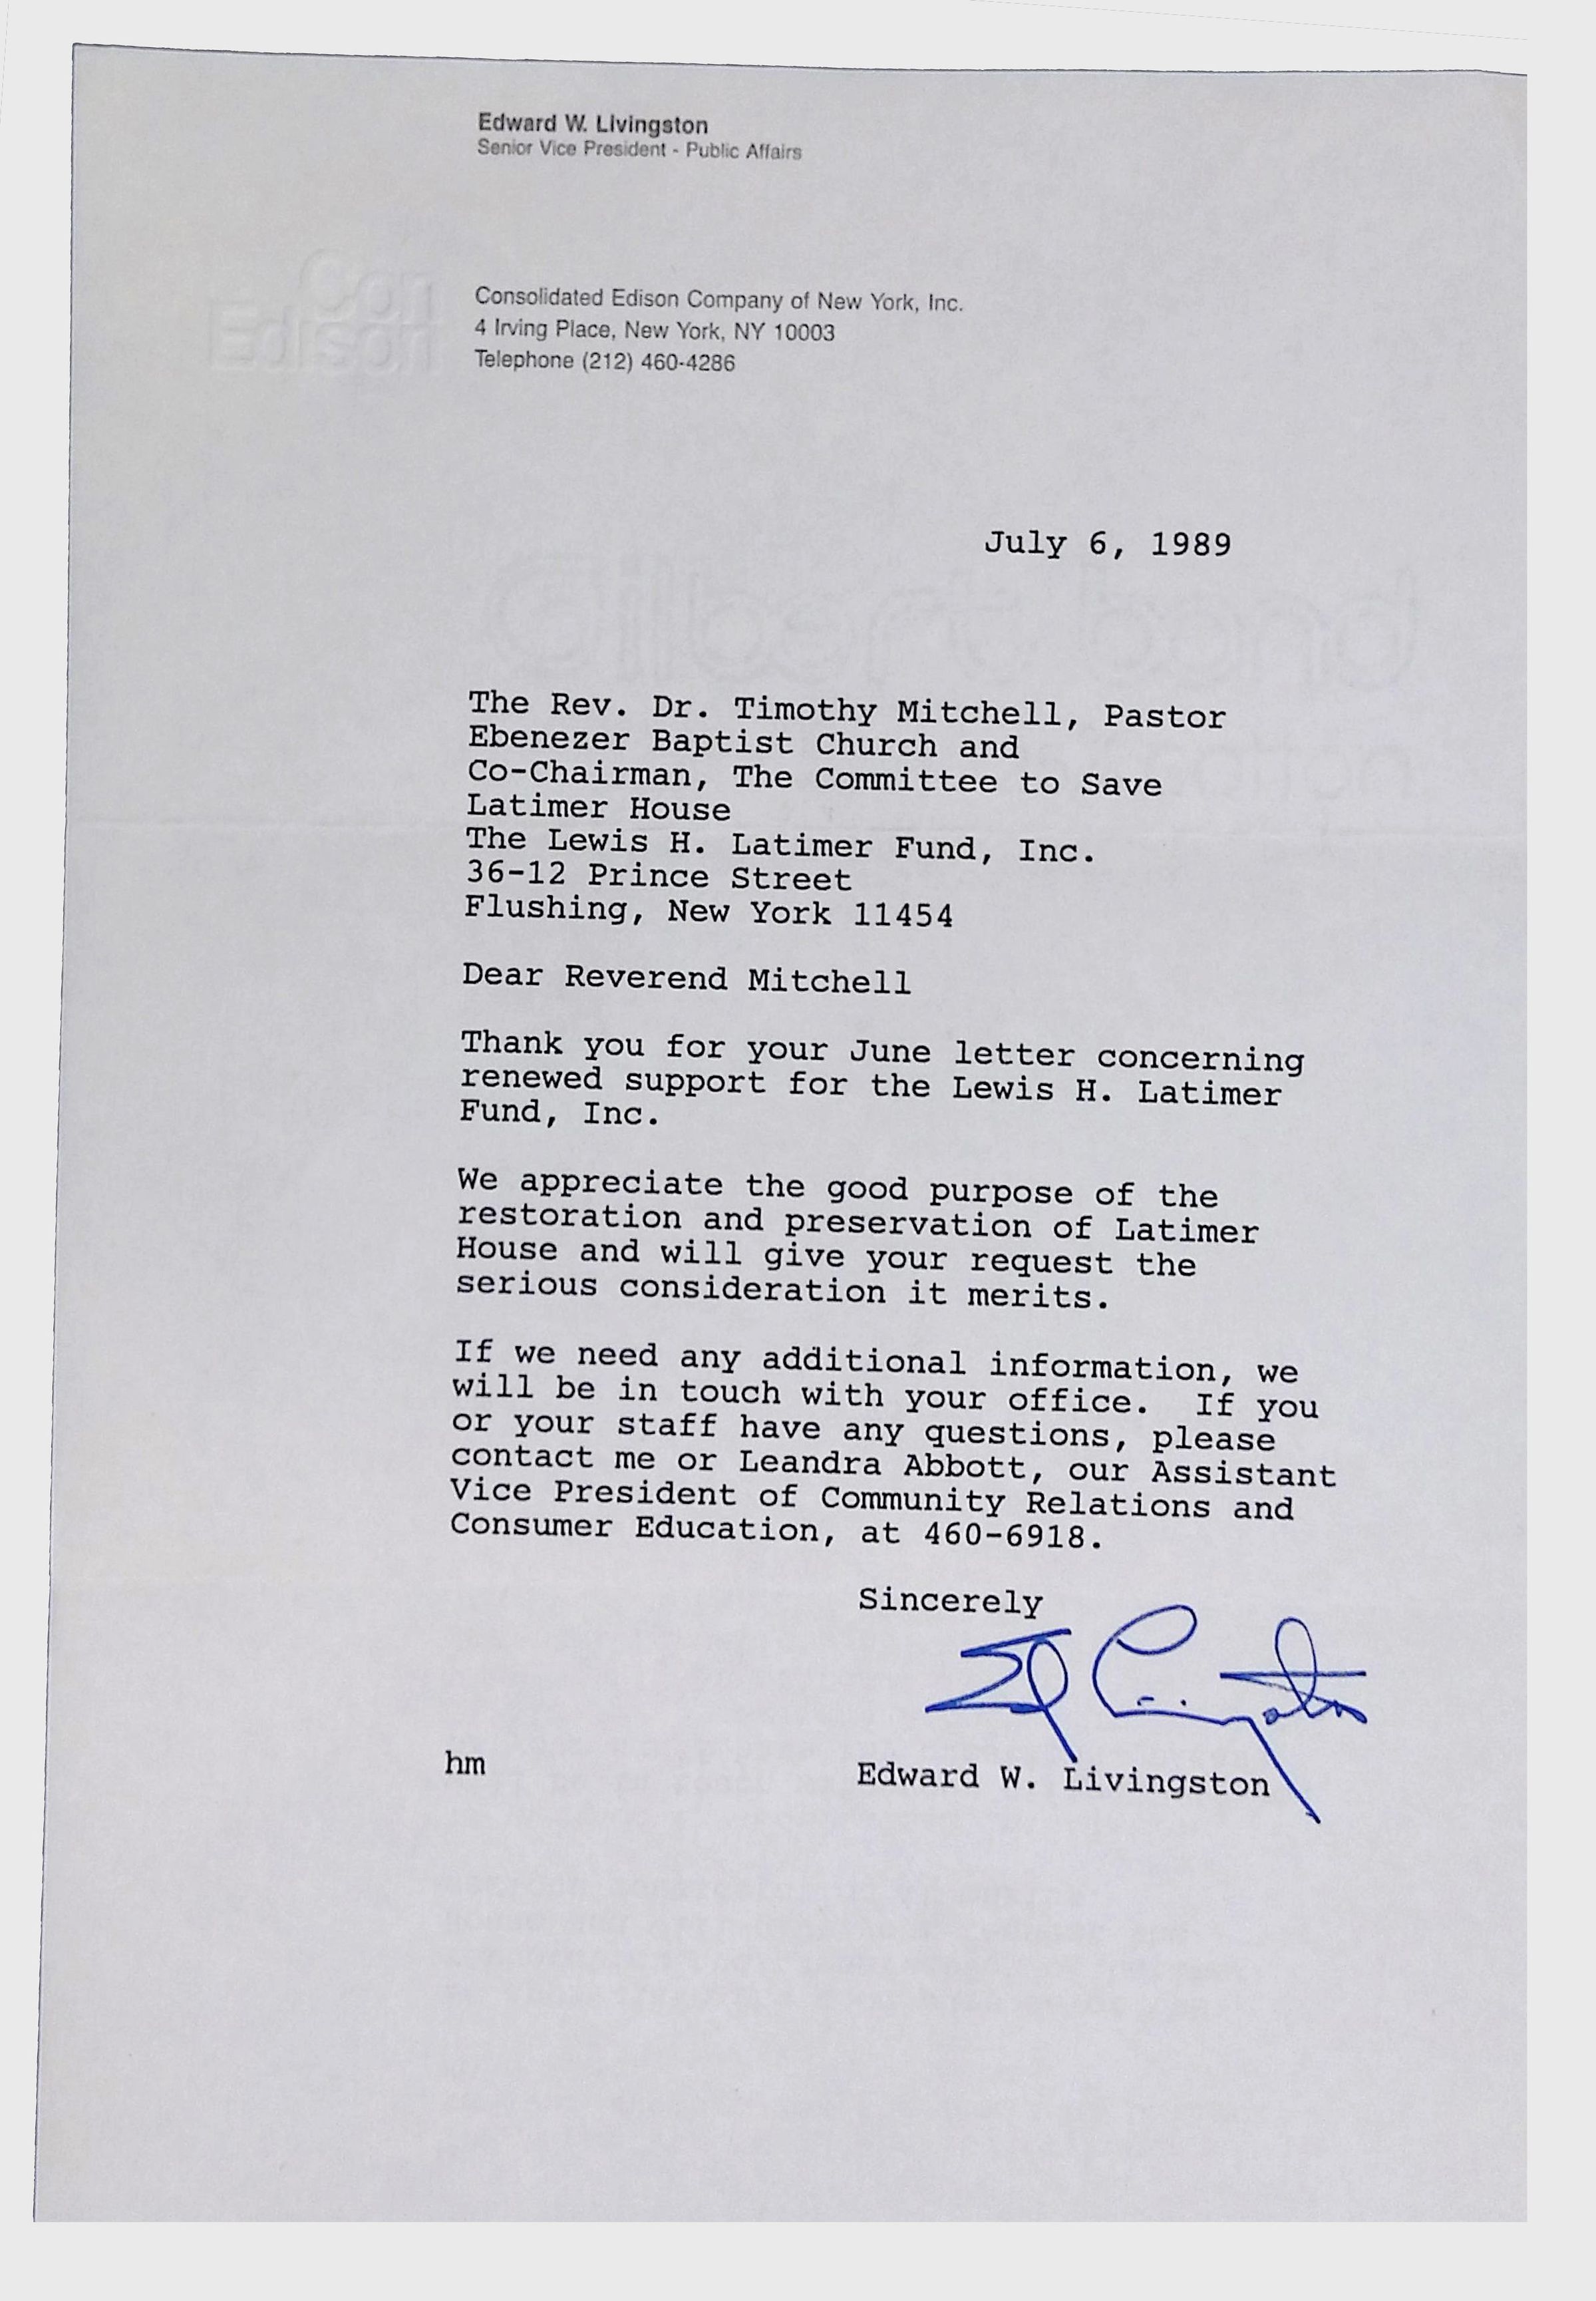 Edward W. Livingston
Senior Vice President - Public Affairs
Con
Edison
Consolidated Edison Company of New York, Inc.
4 Irving Place, New York, NY 10003
Telephone (212) 460-4286
July 6, 1989
Gilbert bond
The Rev. Dr. Timothy Mitchell, Pastor
Ebenezer Baptist Church and
Co-Chairman, The Committee to Save
Latimer House
The Lewis H. Latimer Fund, Inc.
36-12 Prince Street
Flushing, New York 11454
Dear Reverend Mitchell
Thank you for your June letter concerning
renewed support for the Lewis H. Latimer
Fund, Inc.
We appreciate the good purpose of the
restoration and preservation of Latimer
House and will give your request the
serious consideration it merits.
If we need any additional information, we
will be in touch with your office.  If you
or your staff have any questions, please
contact me or Leandra Abbott, our Assistant
Vice President of Community Relations and
Consumer Education, at 460-6918.
Sincerely
Ed Livingston
hm
Edward W. Livingston